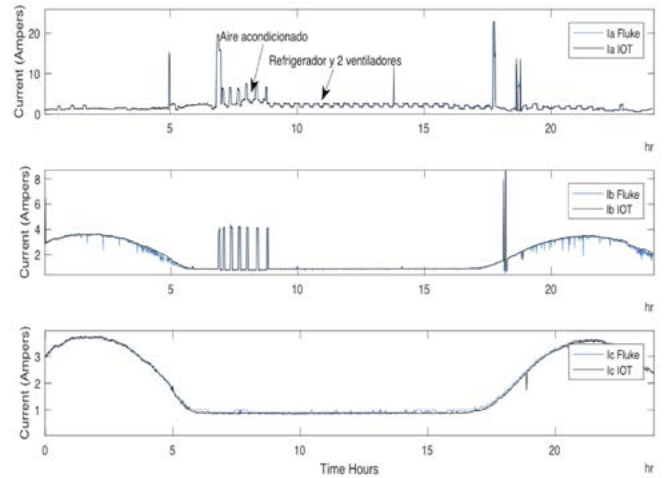 Current (Ampers)
20
10
0
Aire acondicionado
Refrigerador y 2 ventiladores
Ia Fluke
Ia IOT
5
10
15
20
hr
Current (Ampers)
8
6
4
2
Ib Fluke
Ib IOT
5
10
15
20
hr
Current (Ampers)
3
2
1
Ic Fluke
Ic IOT
0
5
10
15
20
Time Hours
hr